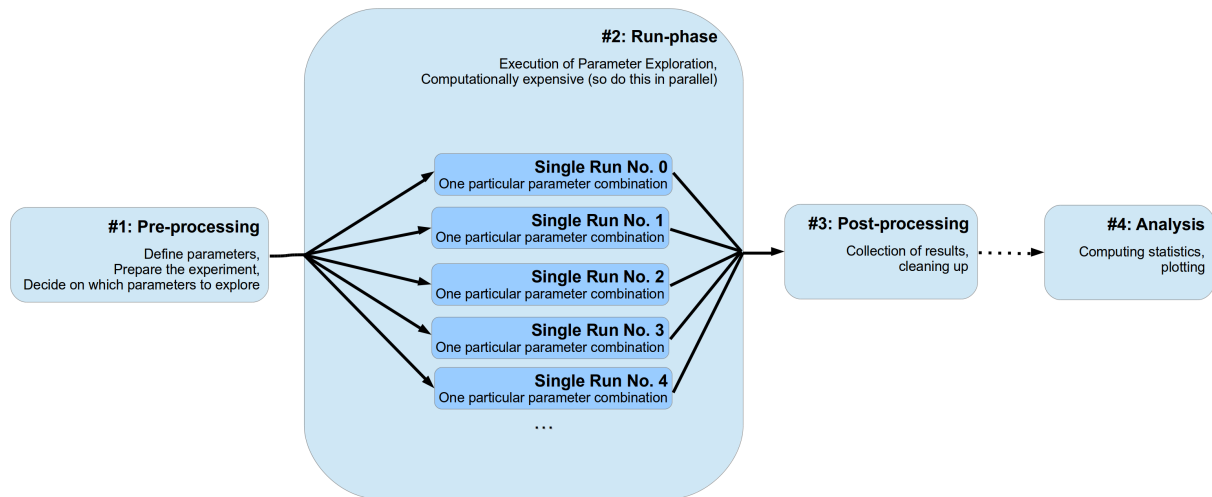 #1: Pre-processing
Define parameters,
Prepare the experiment,
Decide on which parameters to explore
#2: Run-phase
Execution of Parameter Exploration,
Computationally expensive (so do this in parallel)
Single Run No. 0
One particular parameter combination
Single Run No. 1
One particular parameter combination
Single Run No. 2
One particular parameter combination
Single Run No. 3
One particular parameter combination
Single Run No. 4
One particular parameter combination
...
#3: Post-processing
Collection of results,
cleaning up
#4: Analysis
Computing statistics,
plotting